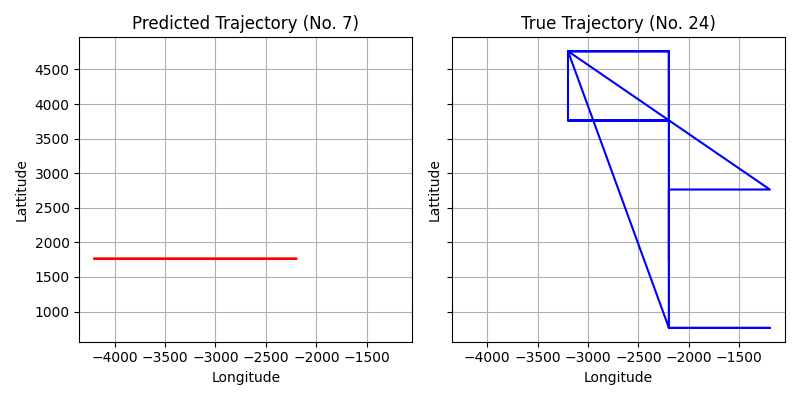 Predicted Trajectory (No. 7)
True Trajectory (No. 24)
Lattitude
4500
4000
3500
3000
2500
2000
1500
1000
−4000 −3500 −3000 −2500 −2000 −1500
Longitude
Lattitude
−4000 −3500 −3000 −2500 −2000 −1500
Longitude